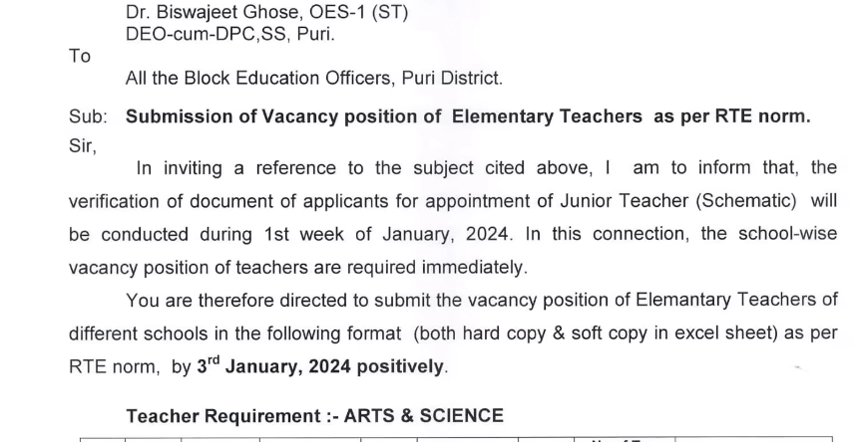 Dr. Biswajeet Ghose, OES-1 (ST)
DEO-cum-DPC,SS, Puri.
To
All the Block Education Officers, Puri District.
Sub: Submission of Vacancy position of Elementary Teachers as per RTE norm.
Sir,
In inviting a reference to the subject cited above, I am to inform that, the
verification of document of applicants for appointment of Junior Teacher (Schematic) will
be conducted during 1st week of January, 2024. In this connection, the school-wise
vacancy position of teachers are required immediately.
You are therefore directed to submit the vacancy position of Elemantary Teachers of
different schools in the following format (both hard copy & soft copy in excel sheet) as per
RTE norm, by 3rd January, 2024 positively.
Teacher Requirement :- ARTS & SCIENCE